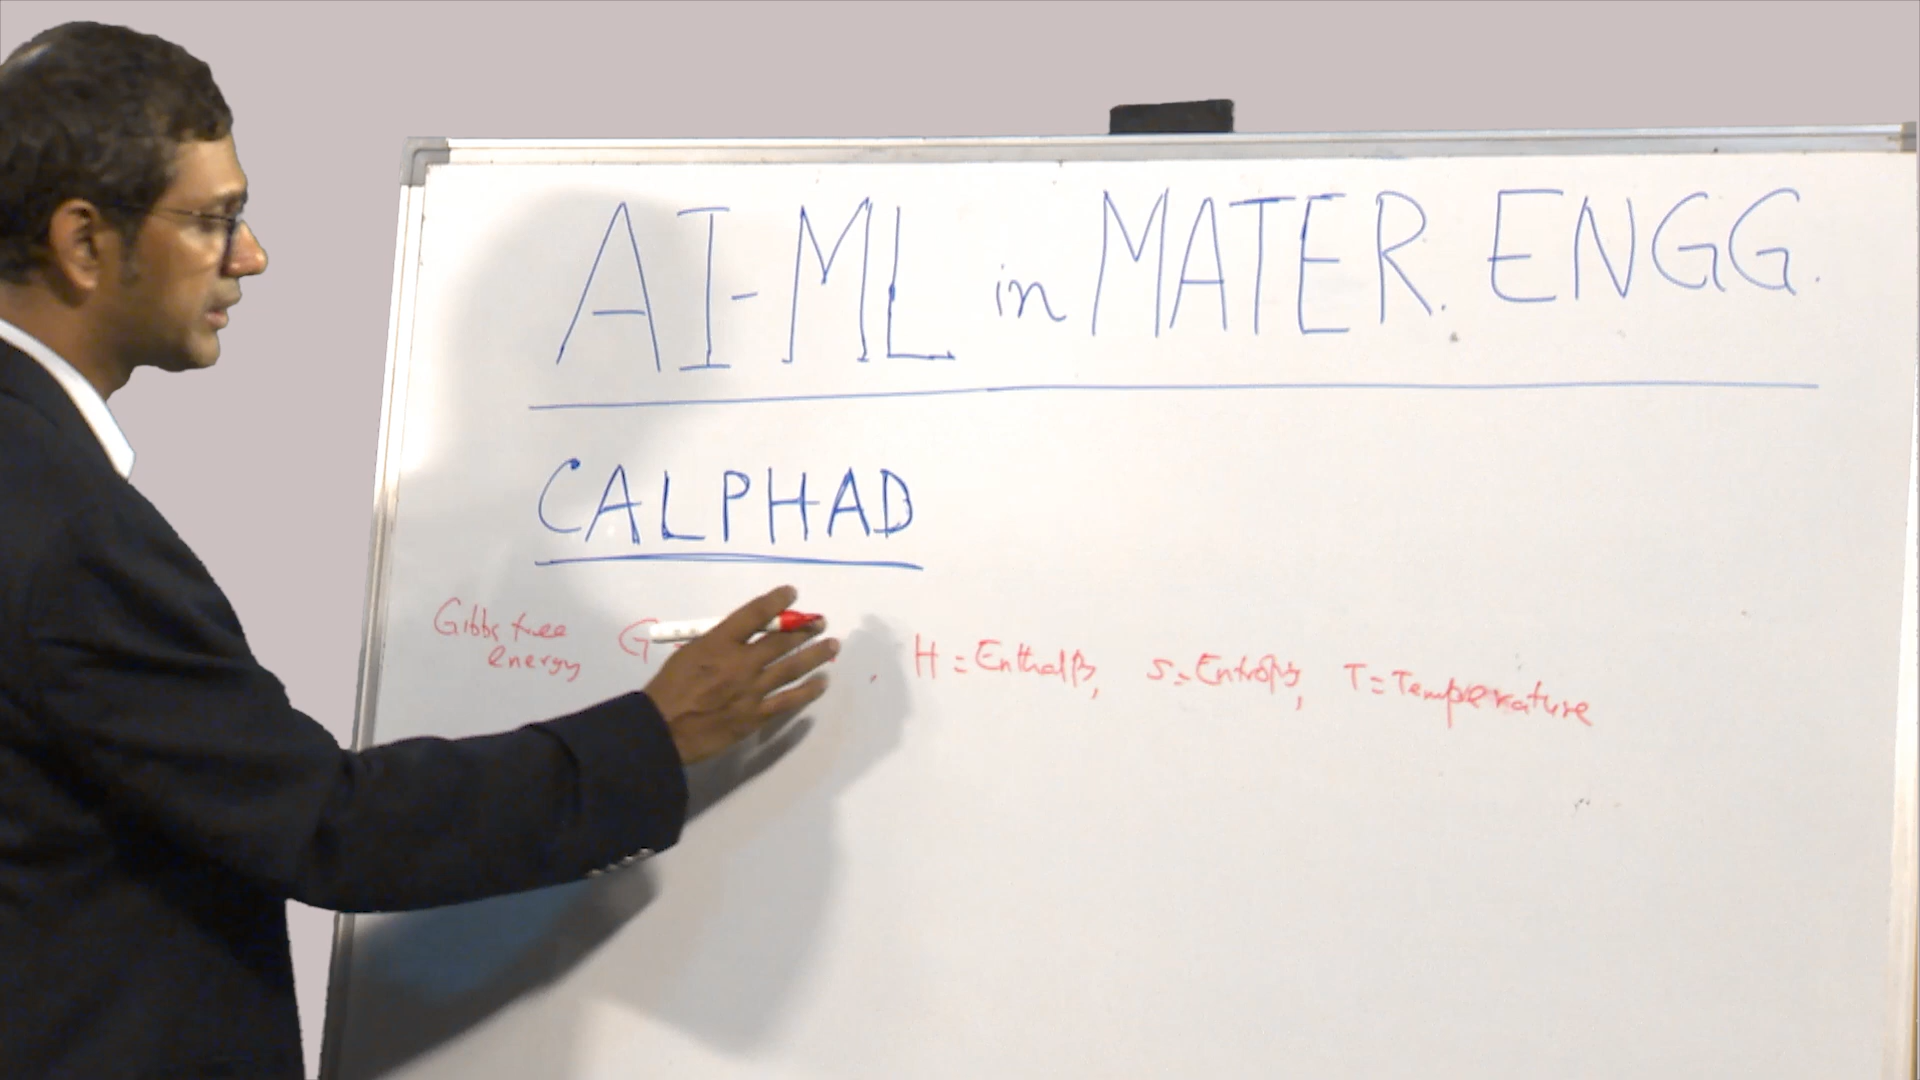 AI-ML in MATER. ENGG.
CALPHAD
Gibbs free energy G , H = Enthalpy, S = Entropy, T = Temperature